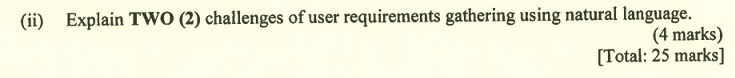 (ii) Explain TWO (2) challenges of user requirements gathering using natural language.
(4 marks)
[Total: 25 marks]